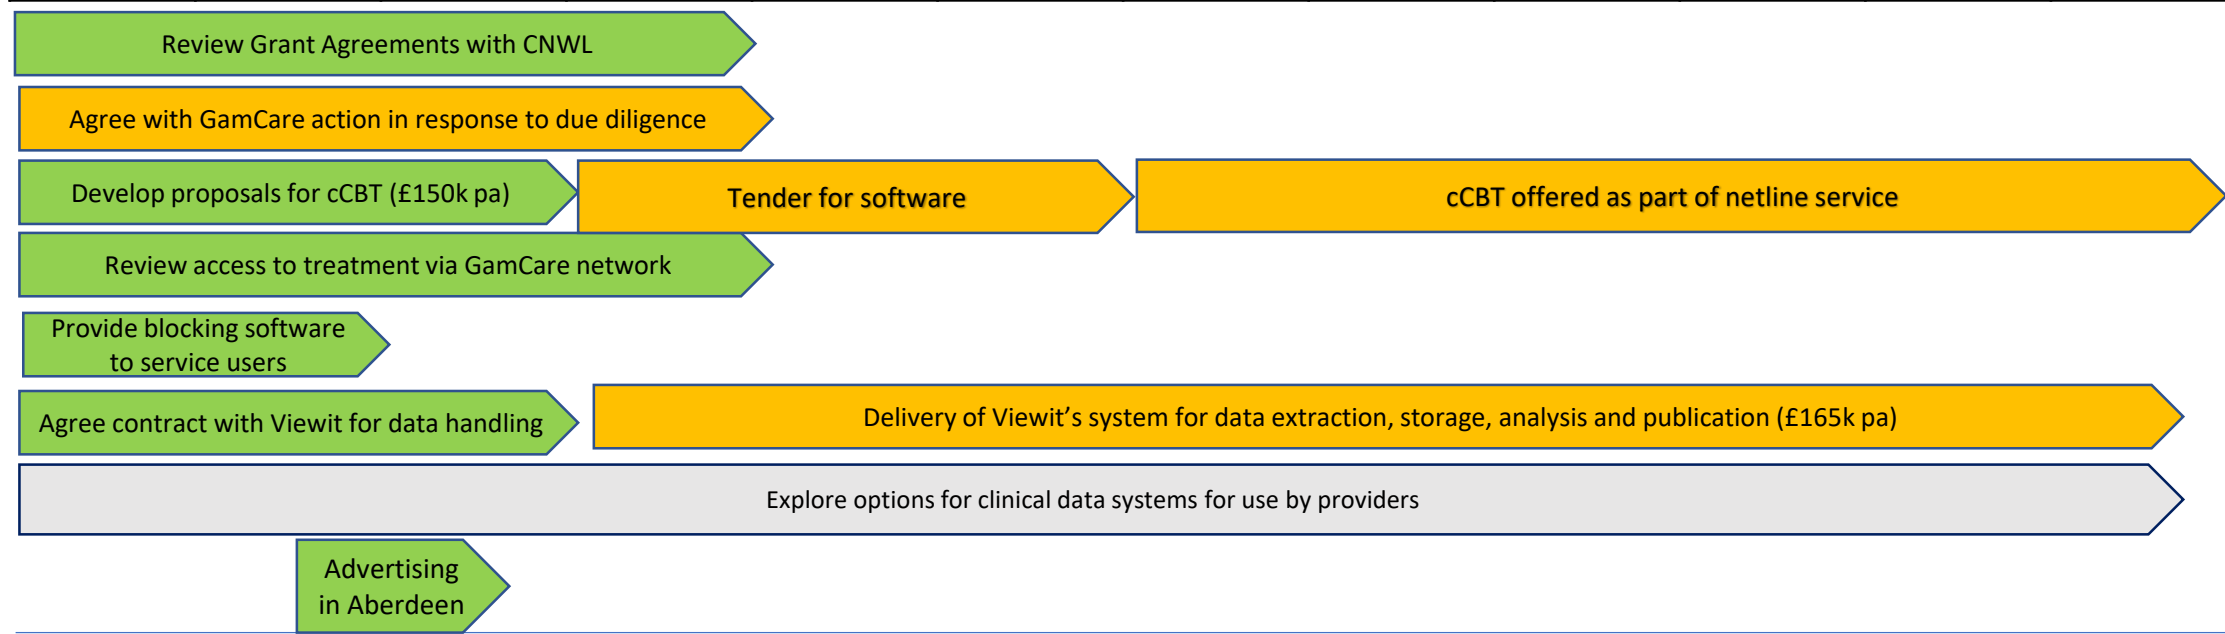 Review Grant Agreements with CNWL
Agree with GamCare action in response to due diligence
Develop proposals for cCBT (£150k pa)
Tender for software
cCBT offered as part of netline service
Review access to treatment via GamCare network
Provide blocking software
to service users
Agree contract with Viewit for data handling
Delivery of Viewit’s system for data extraction, storage, analysis and publication (£165k pa)
Explore options for clinical data systems for use by providers
Advertising
in Aberdeen